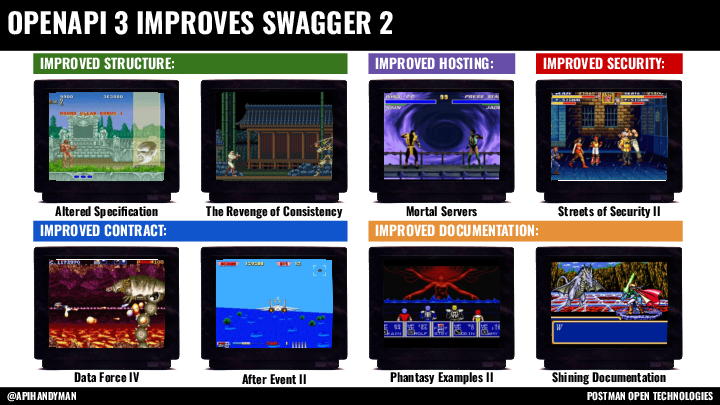 OPENAPI 3 IMPROVES SWAGGER 2
IMPROVED STRUCTURE:
IMPROVED HOSTING:
IMPROVED SECURITY:
Altered Specification
The Revenge of Consistency
Mortal Servers
Streets of Security II
IMPROVED CONTRACT:
IMPROVED DOCUMENTATION:
Data Force IV
After Event II
Phantasy Examples II
Shining Documentation
@APIHANDYMAN
POSTMAN OPEN TECHNOLOGIES